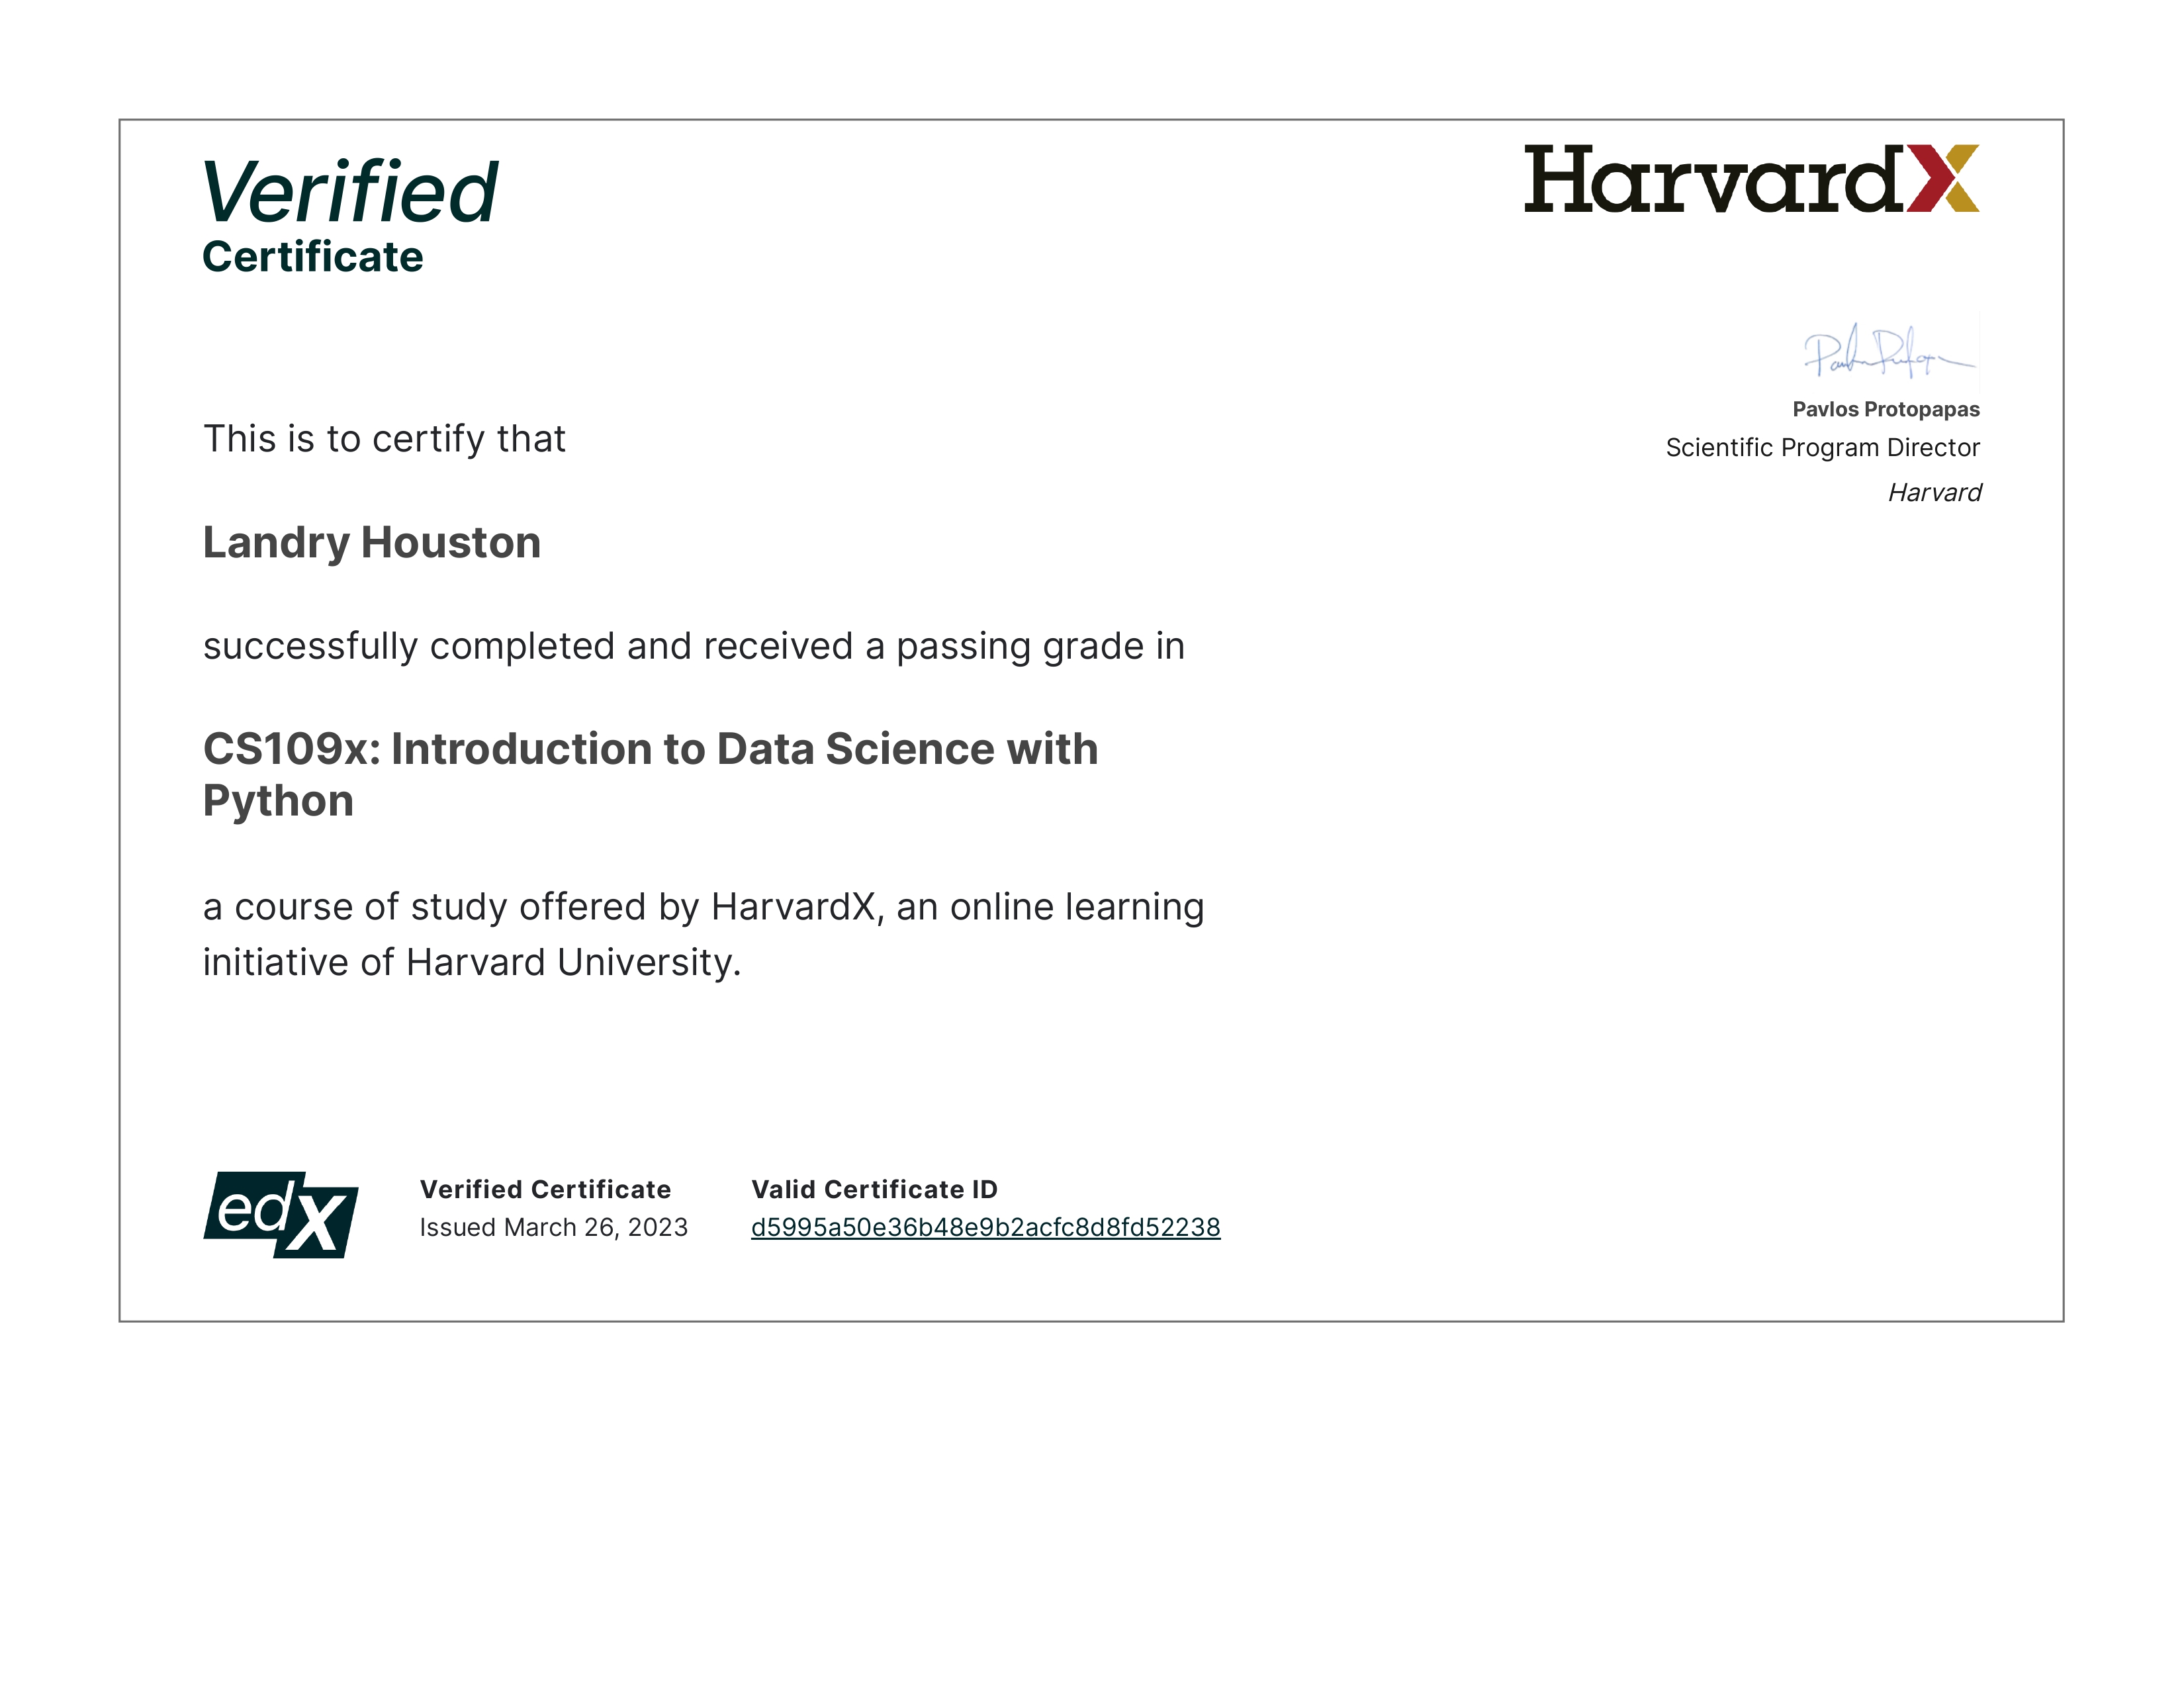 Verified
Certificate
HarvardX
Pavlos Protopapas
Scientific Program Director
Harvard
This is to certify that
Landry Houston
successfully completed and received a passing grade in
CS109x: Introduction to Data Science with
Python
a course of study offered by HarvardX, an online learning
initiative of Harvard University.
edX
Verified Certificate
Issued March 26, 2023
Valid Certificate ID
d5995a50e36b48e9b2acfc8d8fd52238